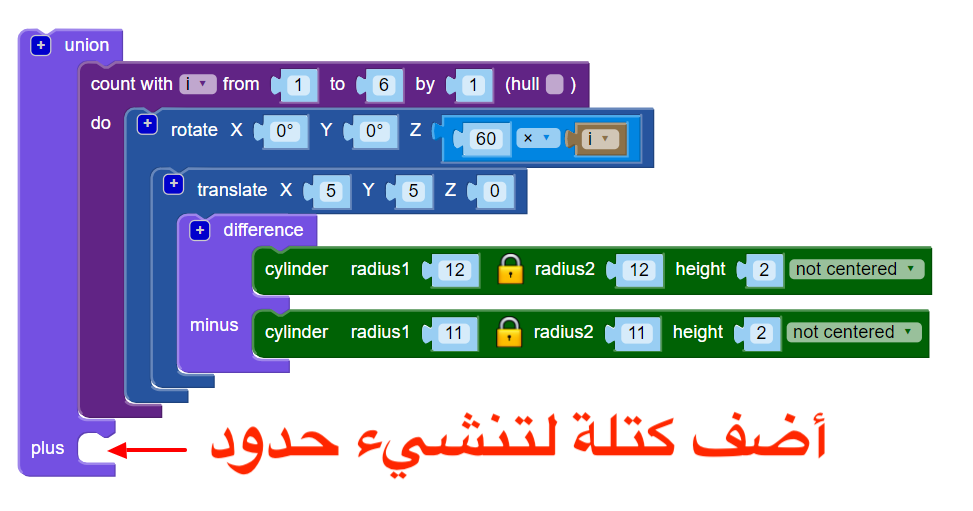 union
count with i from 1 to 6 by 1 (hull )
do
rotate X 0° Y 0° Z 60 × i
translate X 5 Y 5 Z 0
difference
cylinder radius1 12 radius2 12 height 2 not centered
minus cylinder radius1 11 radius2 11 height 2 not centered
plus أضف كتلة لتنشيء حدود